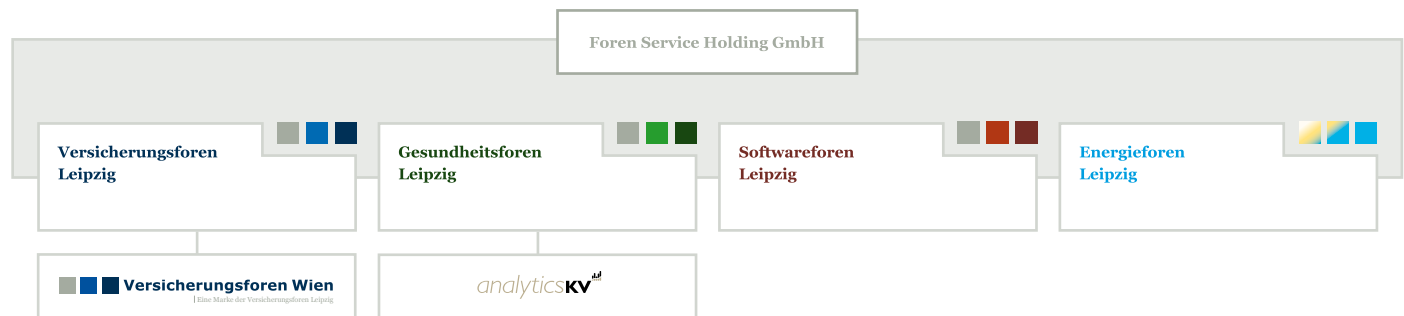 Foren Service Holding GmbH
Versicherungsforen
Leipzig
Gesundheitsforen
Leipzig
Softwareforen
Leipzig
Energieforen
Leipzig
Versicherungsforen Wien
Eine Marke der Versicherungsforen Leipzig
analyticsKV